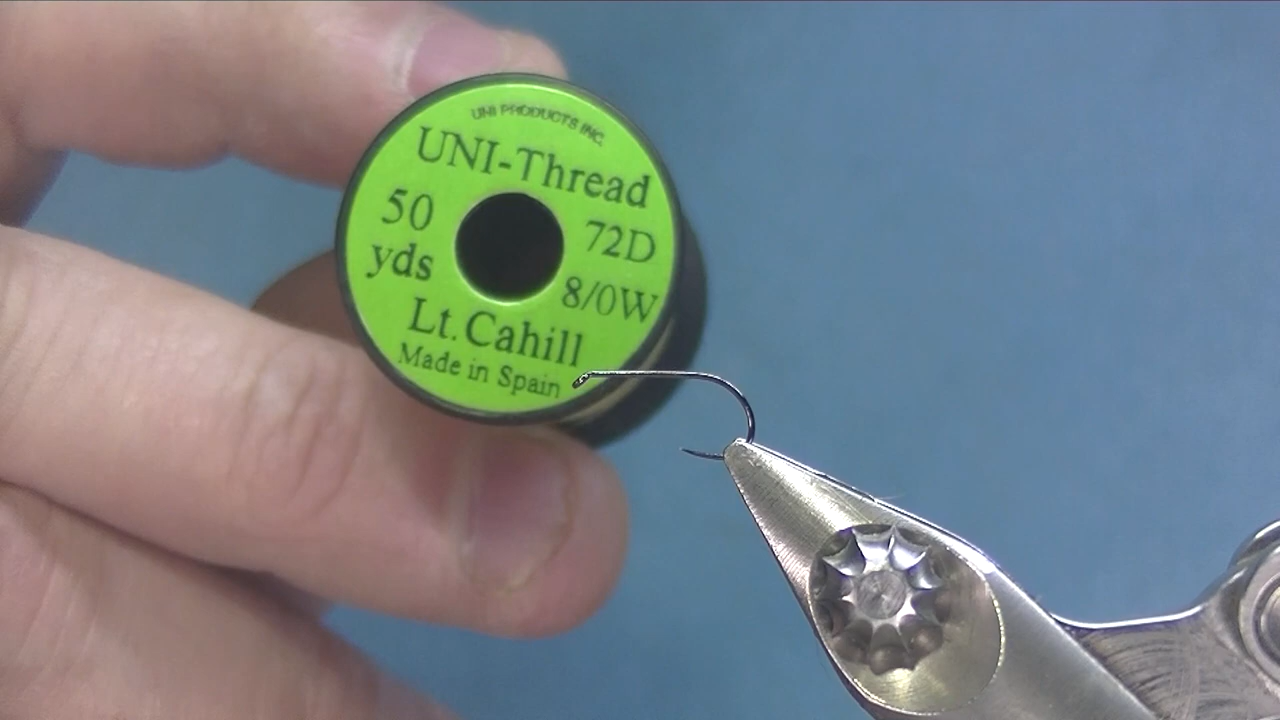 UNI PRODUCTS INC.
UNI-Thread
50
yds
72D
8/0W
Lt. Cahill
Made in Spain